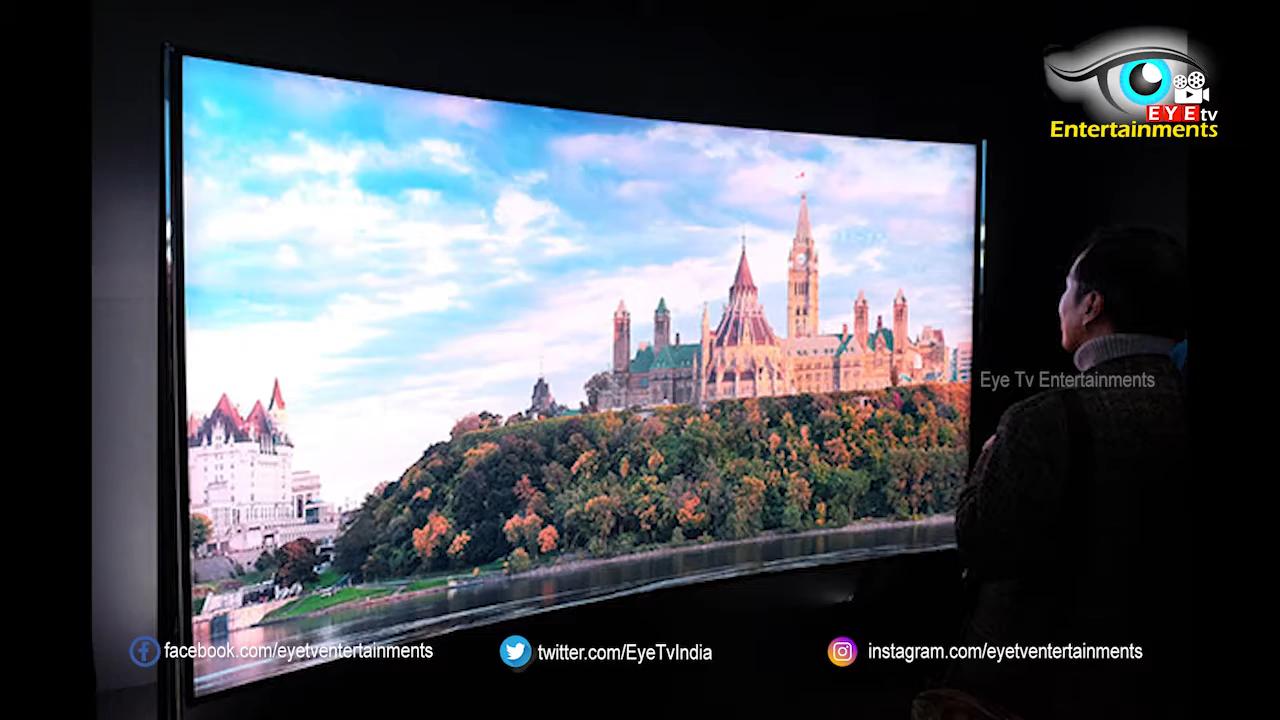 EYE tv
Entertainments
Eye Tv Entertainments
facebook.com/eyetventertainments
twitter.com/EyeTvIndia
instagram.com/eyetventertainments